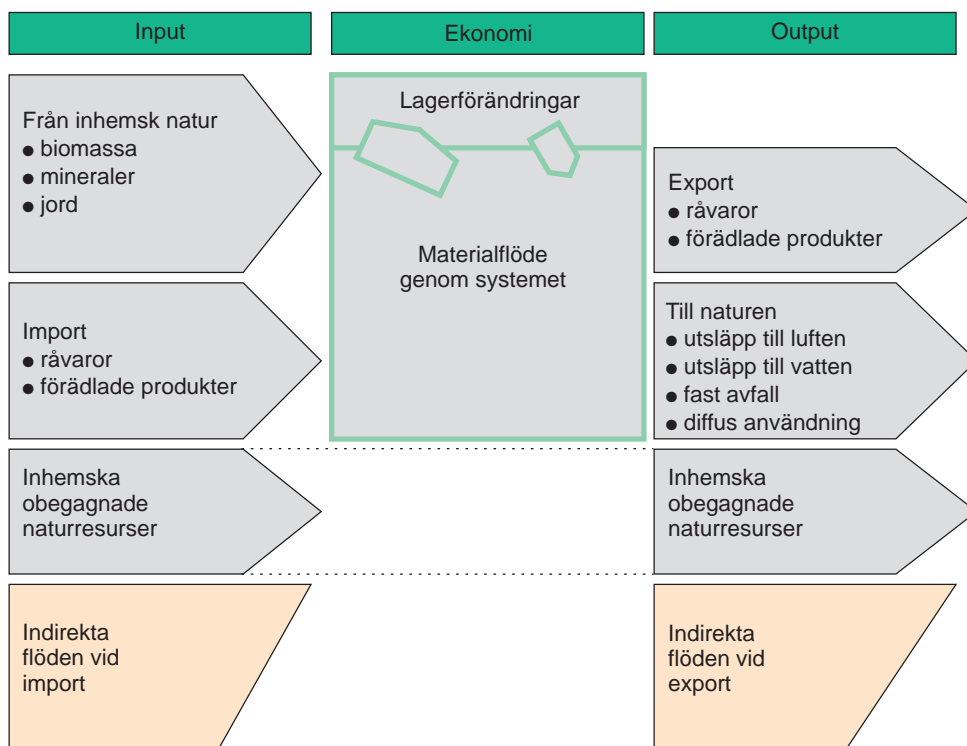 Input
Ekonomi
Output
Från inhemsk natur
● biomassa
● mineraler
● jord
Lagerförändringar
Materialflöde
genom systemet
Export
● råvaror
● förädlade produkter
Import
● råvaror
● förädlade produkter
Till naturen
● utsläpp till luften
● utsläpp till vatten
● fast avfall
● diffus användning
Inhemska
obegagnade
naturresurser
Inhemska
obegagnade
naturresurser
Indirekta
flöden vid
import
Indirekta
flöden vid
export